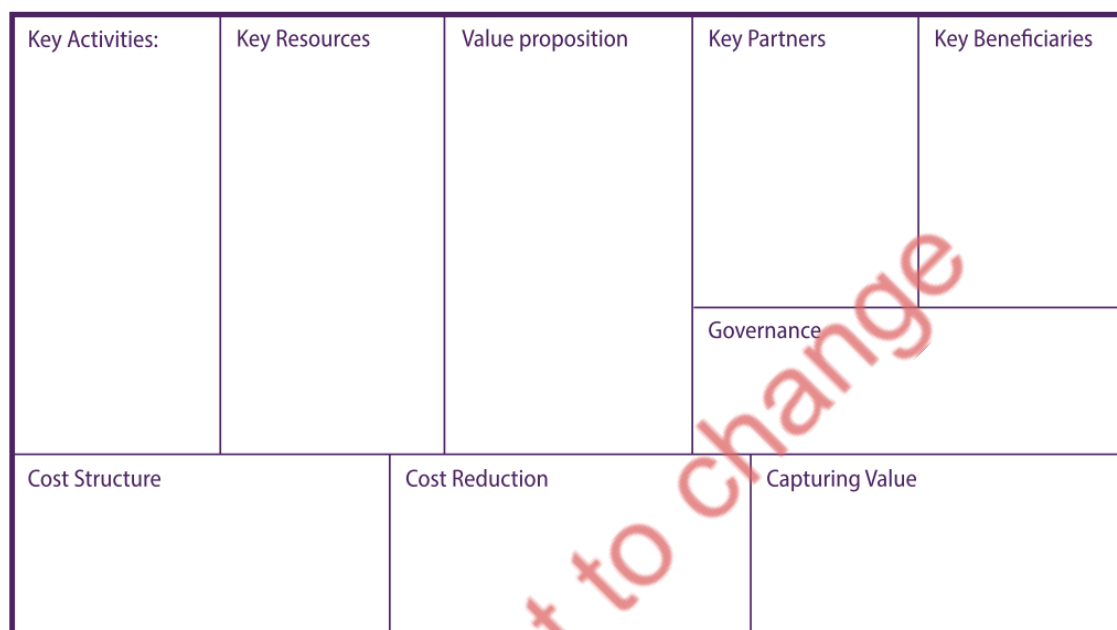 Key Activities:
Key Resources
Value proposition
Key Partners
Key Beneficiaries
Governance
Cost Structure
Cost Reduction
Capturing Value
to change